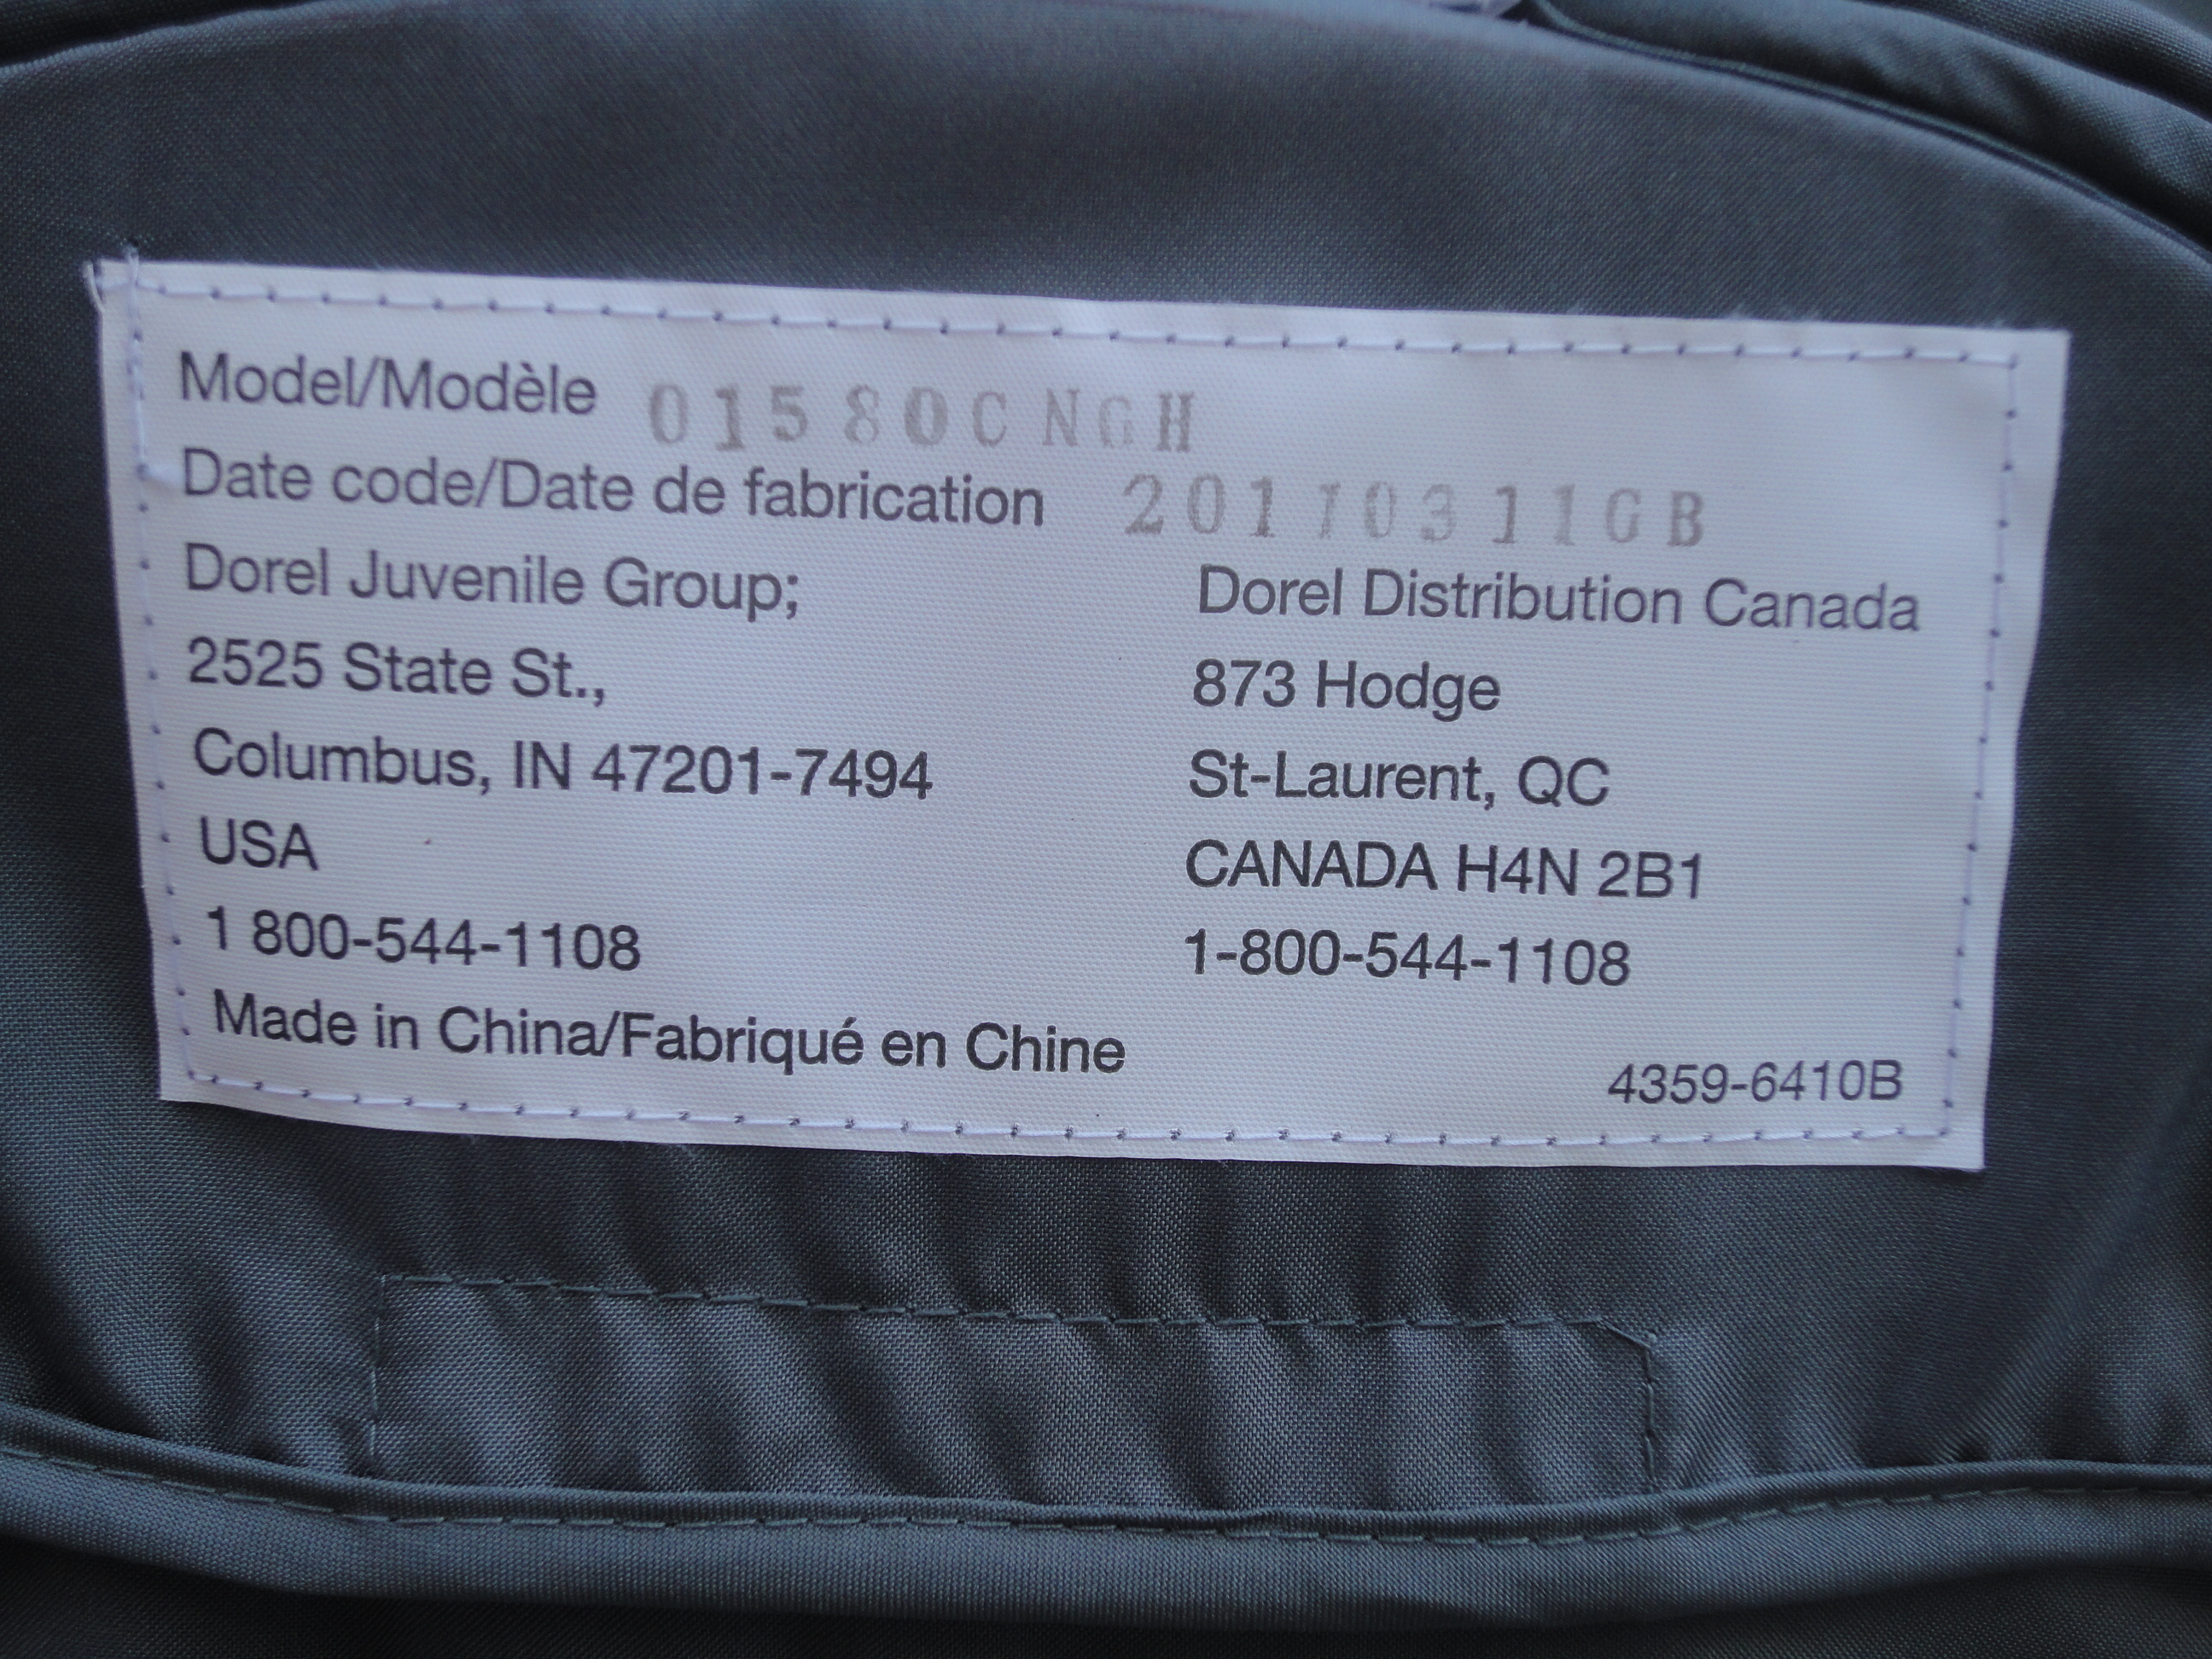 Model/Modèle 01580CNGH
Date code/Date de fabrication 20170311GB
Dorel Juvenile Group;
2525 State St.,
Columbus, IN 47201-7494
USA
1 800-544-1108
Made in China/Fabriqué en Chine
Dorel Distribution Canada
873 Hodge
St-Laurent, QC
CANADA H4N 2B1
1-800-544-1108
4359-6410B